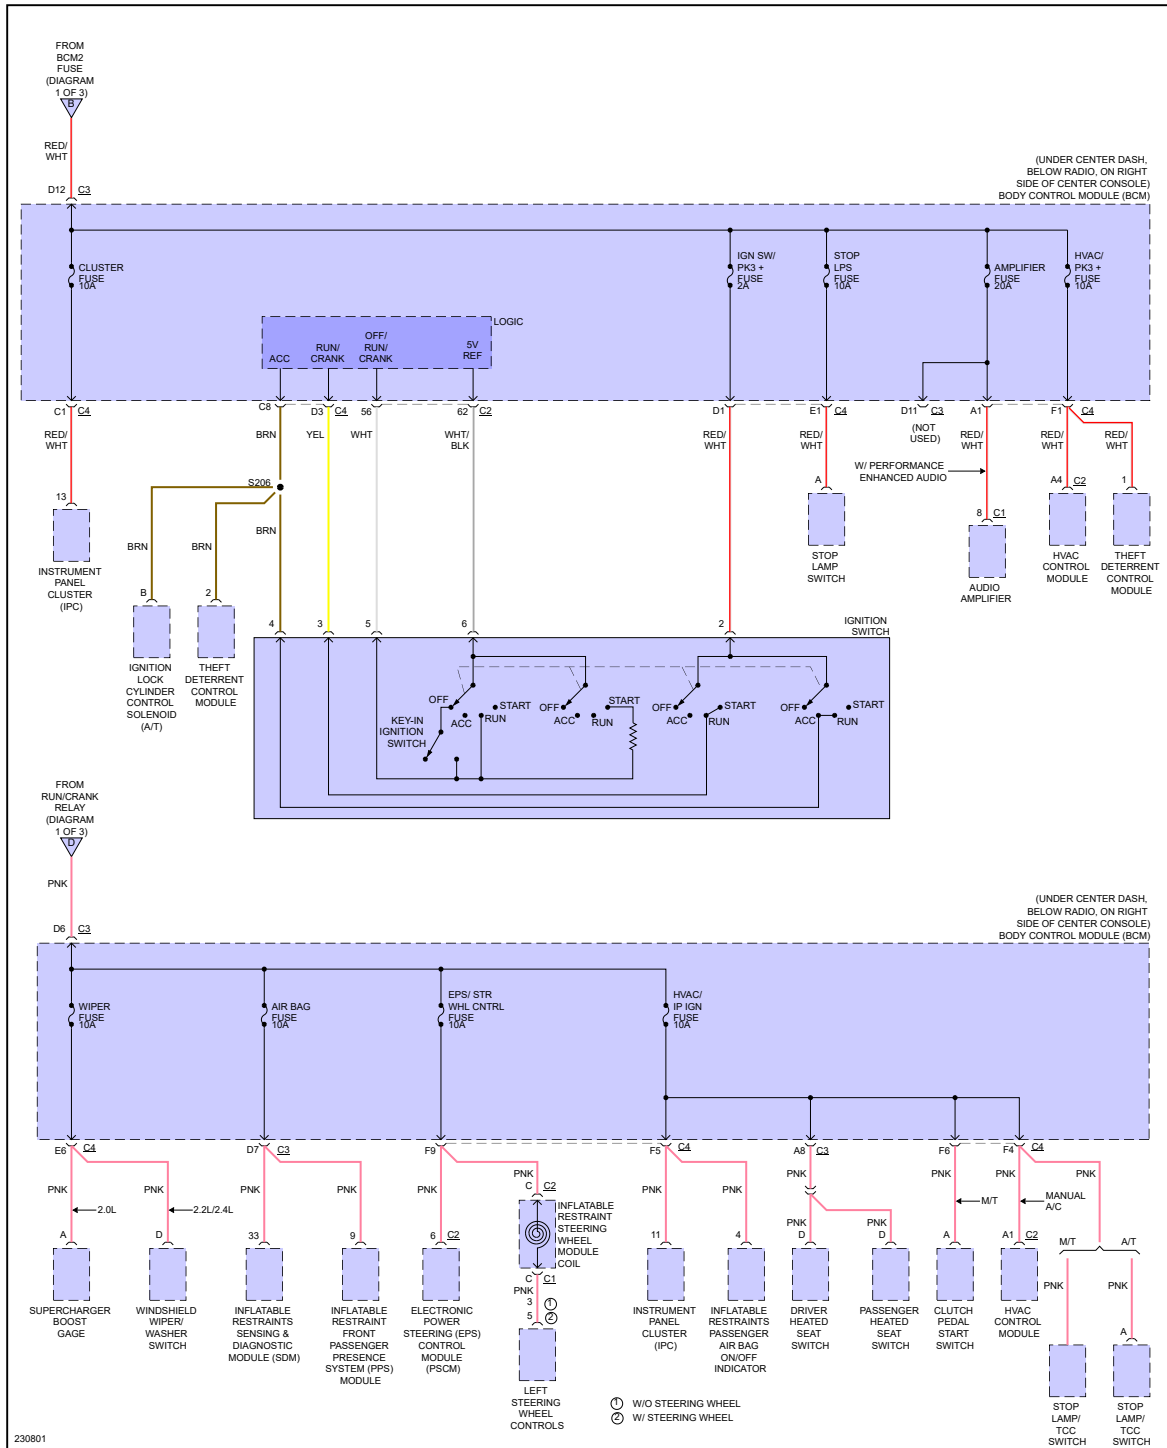 FROM
BCM2
FUSE
(DIAGRAM
1 OF 3)
B
RED/
WHT
D12 C3
(UNDER CENTER DASH,
BELOW RADIO, ON RIGHT
SIDE OF CENTER CONSOLE)
BODY CONTROL MODULE (BCM)
CLUSTER
FUSE
10A
IGN SW/
PK3 +
FUSE
2A
STOP
LPS
FUSE
10A
AMPLIFIER
FUSE
20A
HVAC/
PK3 +
FUSE
10A
LOGIC
ACC
RUN/
CRANK
OFF/
RUN/
CRANK
5V
REF
C1 C4
C8
D3 C4
56
62 C2
D1
E1 C4
D11 C3
(NOT
USED)
A1
F1 C4
RED/
WHT
BRN
YEL
WHT
WHT/
BLK
RED/
WHT
RED/
WHT
RED/
WHT
RED/
WHT
RED/
WHT
W/ PERFORMANCE
ENHANCED AUDIO
S206
13
INSTRUMENT
PANEL
CLUSTER
(IPC)
BRN
BRN
BRN
A
STOP
LAMP
SWITCH
8 C1
AUDIO
AMPLIFIER
A4 C2
HVAC
CONTROL
MODULE
1
THEFT
DETERRENT
CONTROL
MODULE
B
IGNITION
LOCK
CYLINDER
CONTROL
SOLENOID
(A/T)
2
THEFT
DETERRENT
CONTROL
MODULE
4
3
5
6
2
IGNITION
SWITCH
OFF
ACC
RUN
START
OFF
ACC
RUN
START
OFF
ACC
RUN
START
OFF
ACC
RUN
START
KEY-IN
IGNITION
SWITCH
FROM
RUN/CRANK
RELAY
(DIAGRAM
1 OF 3)
D
PNK
D6 C3
(UNDER CENTER DASH,
BELOW RADIO, ON RIGHT
SIDE OF CENTER CONSOLE)
BODY CONTROL MODULE (BCM)
WIPER
FUSE
10A
AIR BAG
FUSE
10A
EPS/ STR
WHL CNTRL
FUSE
10A
HVAC/
IP IGN
FUSE
10A
E6 C4
D7 C3
F9
F5 C4
A8 C3
F6
F4 C4
PNK
PNK
PNK
PNK
PNK
PNK
PNK
PNK
PNK
PNK
PNK
PNK
2.0L
2.2L/2.4L
C C2
INFLATABLE
RESTRAINT
STEERING
WHEEL
MODULE
COIL
C C1
PNK
3 1
5 2
LEFT
STEERING
WHEEL
CONTROLS
PNK
PNK
M/T
MANUAL
A/C
M/T
A/T
PNK
PNK
A
SUPERCHARGER
BOOST
GAGE
D
WINDSHIELD
WIPER/
WASHER
SWITCH
33
INFLATABLE
RESTRAINTS
SENSING &
DIAGNOSTIC
MODULE (SDM)
9
INFLATABLE
RESTRAINT
FRONT
PASSENGER
PRESENCE
SYSTEM (PPS)
MODULE
6 C2
ELECTRONIC
POWER
STEERING (EPS)
CONTROL
MODULE
(PSCM)
11
INSTRUMENT
PANEL
CLUSTER
(IPC)
4
INFLATABLE
RESTRAINTS
PASSENGER
AIR BAG
ON/OFF
INDICATOR
D
DRIVER
HEATED
SEAT
SWITCH
D
PASSENGER
HEATED
SEAT
SWITCH
A
CLUTCH
PEDAL
START
SWITCH
A1 C2
HVAC
CONTROL
MODULE
STOP
LAMP/
TCC
SWITCH
A
STOP
LAMP/
TCC
SWITCH
1 W/O STEERING WHEEL
2 W/ STEERING WHEEL
230801